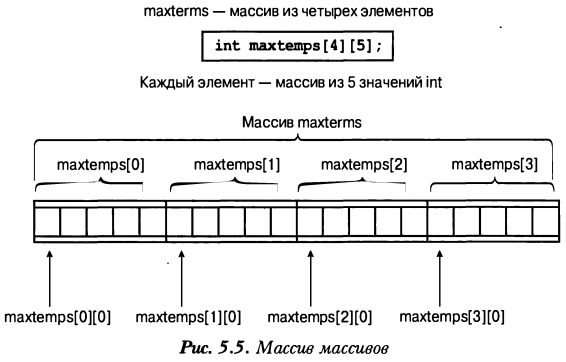 maxterms — массив из четырех элементов
int maxtemps[4][5];
Каждый элемент — массив из 5 значений int
Массив maxterms
maxtemps[0] maxtemps[1] maxtemps[2] maxtemps[3]
maxtemps[0][0] maxtemps[1][0] maxtemps[2][0] maxtemps[3][0]
Рис. 5.5. Массив массивов